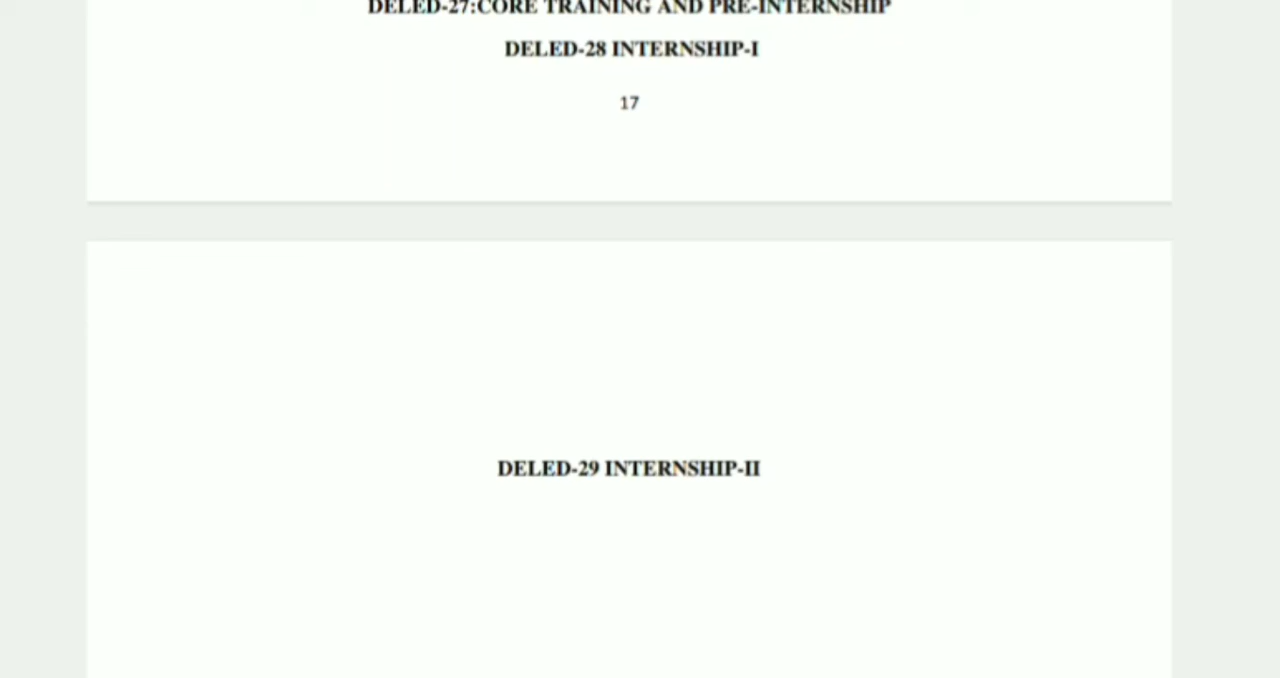 DELED-27:CORE TRAINING AND PRE-INTERNSHIP
DELED-28 INTERNSHIP-I
17
DELED-29 INTERNSHIP-II